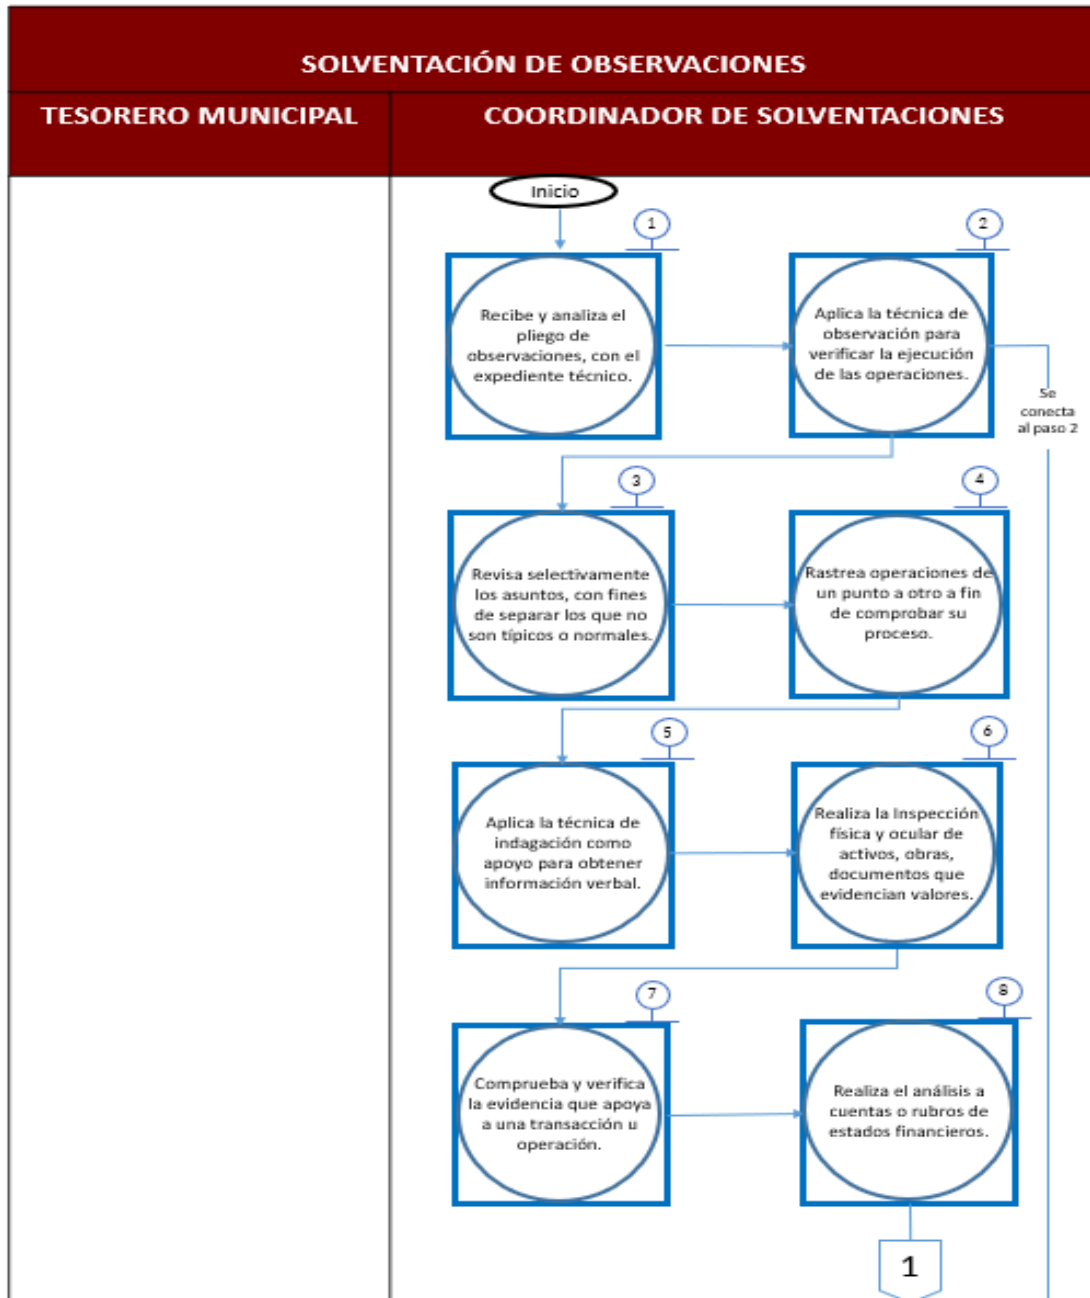 SOLVENTACIÓN DE OBSERVACIONES
TESORERO MUNICIPAL
COORDINADOR DE SOLVENTACIONES
Inicio
1
Recibe y analiza el
pliego de
observaciones, con el
expediente técnico.
2
Aplica la técnica de
observación para
verificar la ejecución
de las operaciones.
Se
conecta
al paso 2
3
Revisa selectivamente
los asuntos, con fines
de separar los que no
son típicos o normales.
4
Rastrea operaciones de
un punto a otro a fin
de comprobar su
proceso.
5
Aplica la técnica de
indagación como
apoyo para obtener
información verbal.
6
Realiza la Inspección
física y ocular de
activos, obras,
documentos que
evidencian valores.
7
Comprueba y verifica
la evidencia que apoya
a una transacción u
operación.
8
Realiza el análisis a
cuentas o rubros de
estados financieros.
1